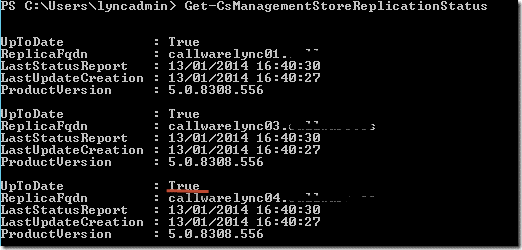 PS C:\Users\lyncadmin> Get-CsManagementStoreReplicationStatus
UpToDate : True
ReplicaFqdn : callwarelync01.
LastStatusReport : 13/01/2014 16:40:30
LastUpdateCreation : 13/01/2014 16:40:27
ProductVersion : 5.0.8308.556
UpToDate : True
ReplicaFqdn : callwarelync03.
LastStatusReport : 13/01/2014 16:40:30
LastUpdateCreation : 13/01/2014 16:40:27
ProductVersion : 5.0.8308.556
UpToDate : True
ReplicaFqdn : callwarelync04.
LastStatusReport : 13/01/2014 16:40:30
LastUpdateCreation : 13/01/2014 16:40:27
ProductVersion : 5.0.8308.556